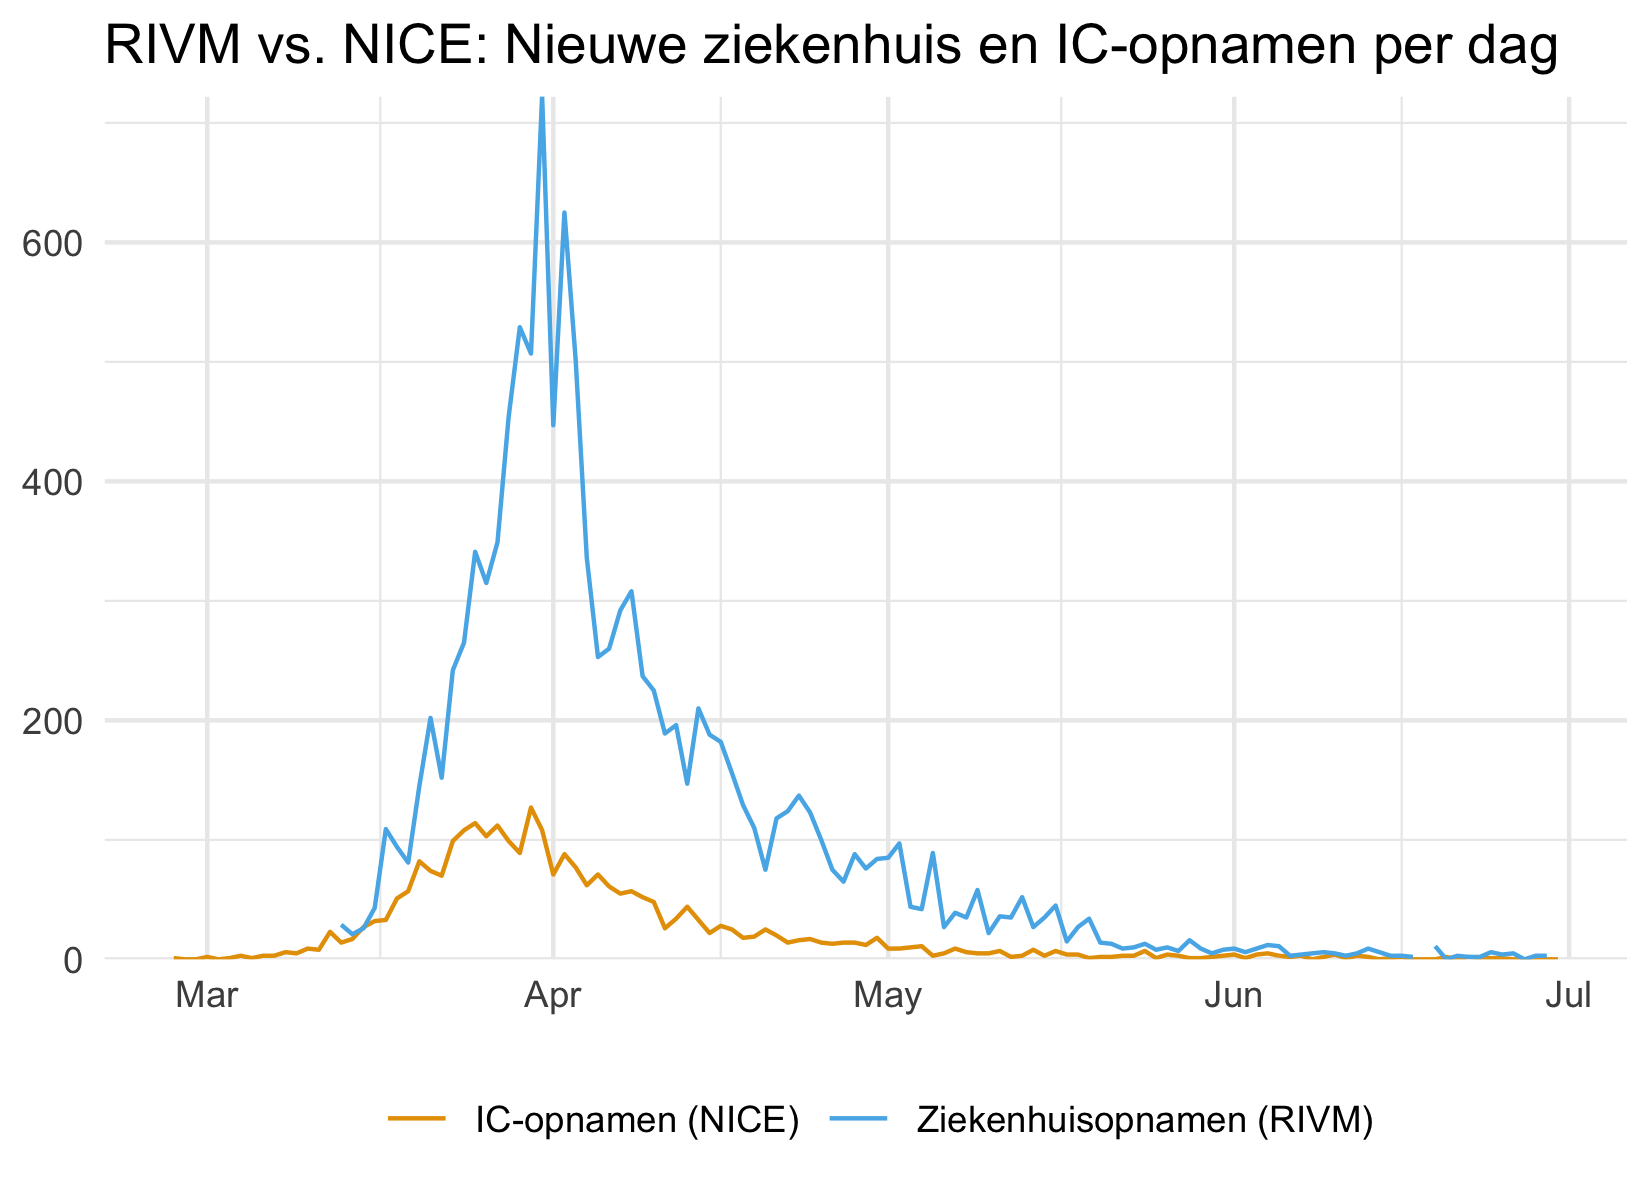 RIVM vs. NICE: Nieuwe ziekenhuis en IC-opnamen per dag
600
400
200
0
Mar Apr May Jun Jul
IC-opnamen (NICE) Ziekenhuisopnamen (RIVM)